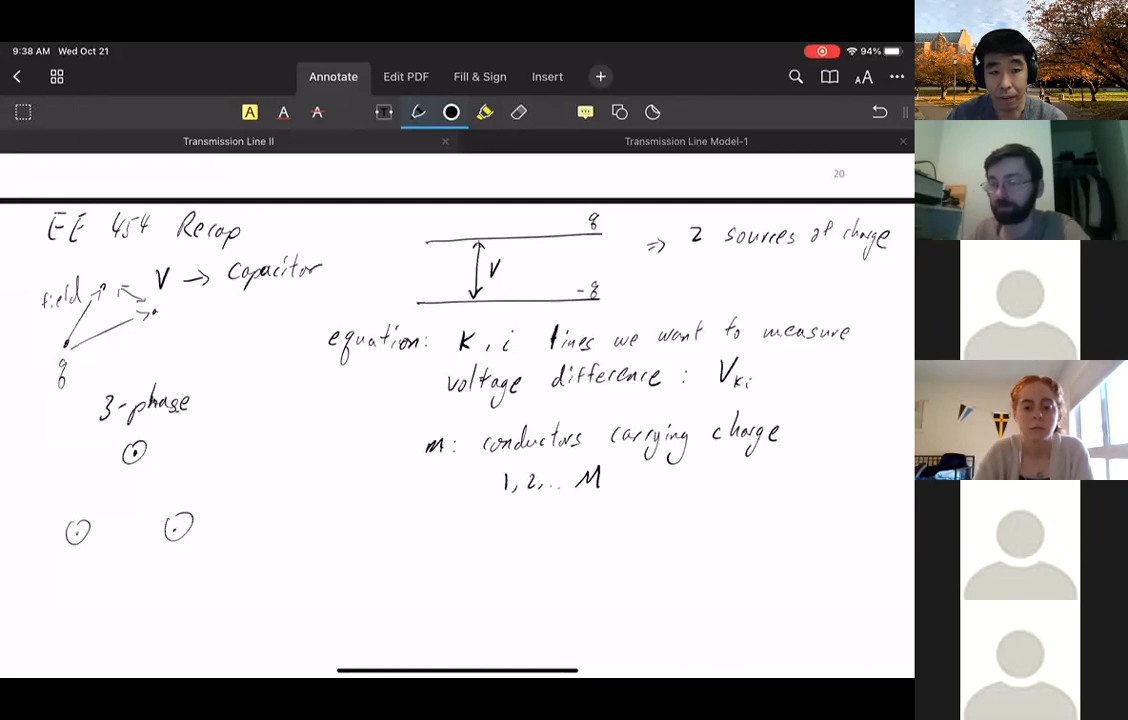 9:38 AM Wed Oct 21
94%
Annotate Edit PDF Fill & Sign Insert
AA
A A A T
Transmission Line II
Transmission Line Model-1
20
EE 454 Recap
field
V → Capacitor
q
3-phase
q
V
-q
⇒ 2 sources of charge
equation: K, i lines we want to measure
voltage difference: Vki
m: conductors carrying charge
1, 2, ... M